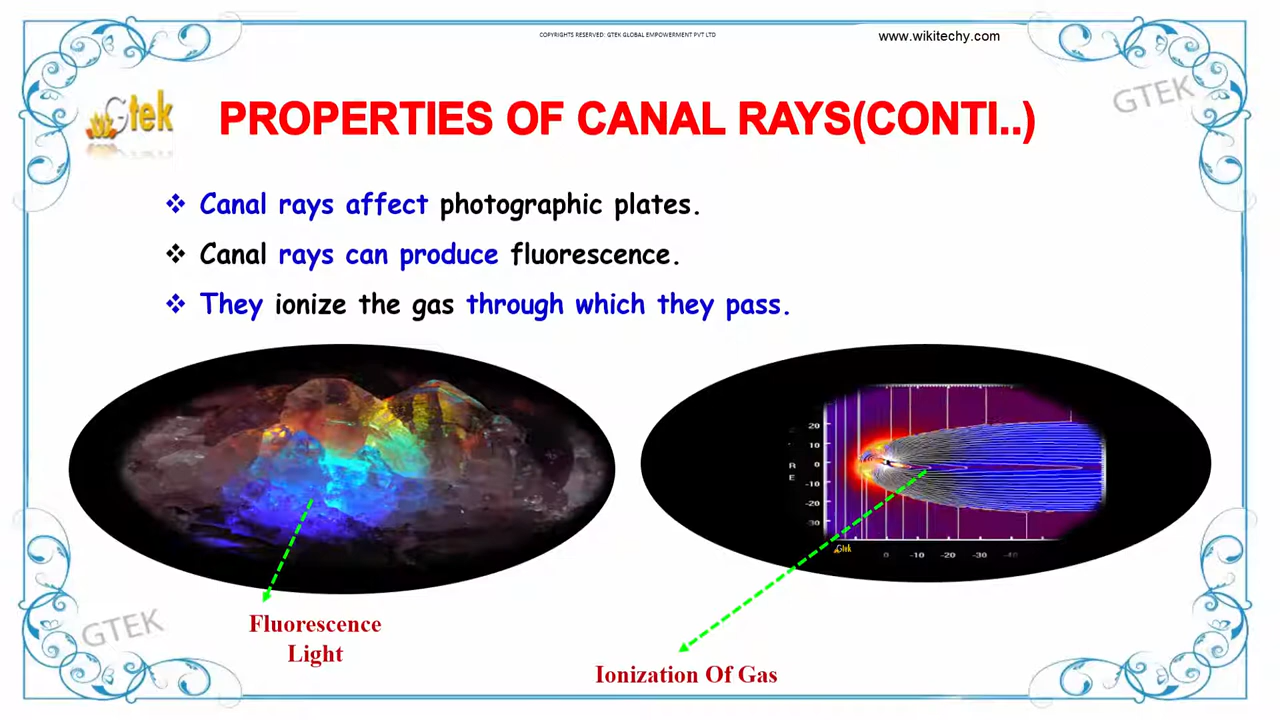 COPYRIGHTS RESERVED: GTEK GLOBAL EMPOWERMENT PVT LTD
www.wikitechy.com
Gtek
GTEK
PROPERTIES OF CANAL RAYS(CONTI..)
Canal rays affect photographic plates.
Canal rays can produce fluorescence.
They ionize the gas through which they pass.
20
10
0
-10
-20
-30
R
E
Gtek
0 -10 -20 -30 -40
Fluorescence
Light
Ionization Of Gas
GTEK